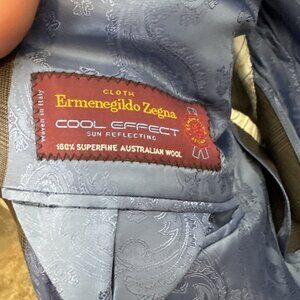 CLOTH
Ermenegildo Zegna
COOL EFFECT
SUN REFLECTING
100% SUPERFINE AUSTRALIAN WOOL
Woven in Italy